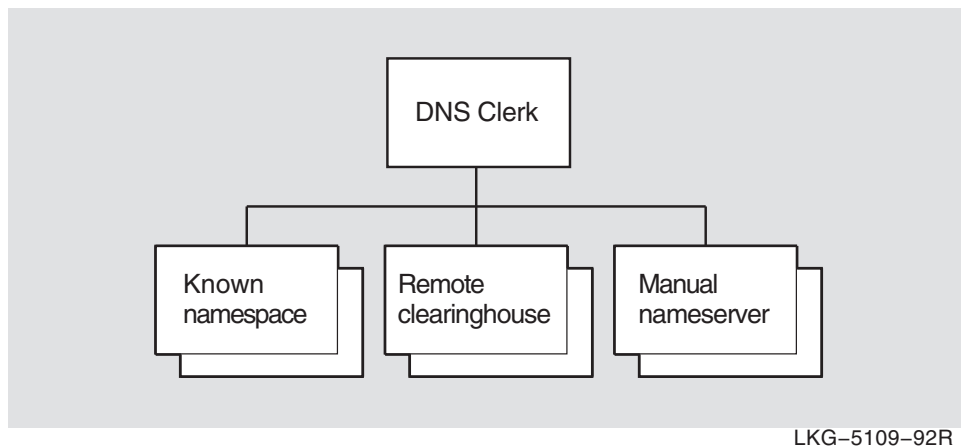 DNS Clerk
Known
namespace
Remote
clearinghouse
Manual
nameserver
LKG–5109–92R